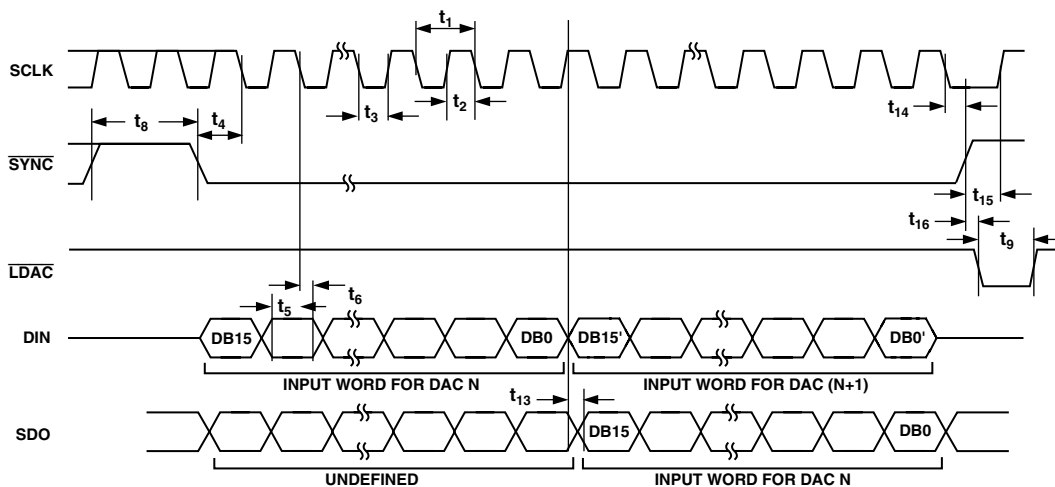 t1
SCLK
t3
t2
t14
t8
t4
SYNC
t15
t16
t9
LDAC
t5
t6
DIN
DB15
DB0
DB15'
DB0'
INPUT WORD FOR DAC N
INPUT WORD FOR DAC (N+1)
t13
SDO
DB15
DB0
UNDEFINED
INPUT WORD FOR DAC N